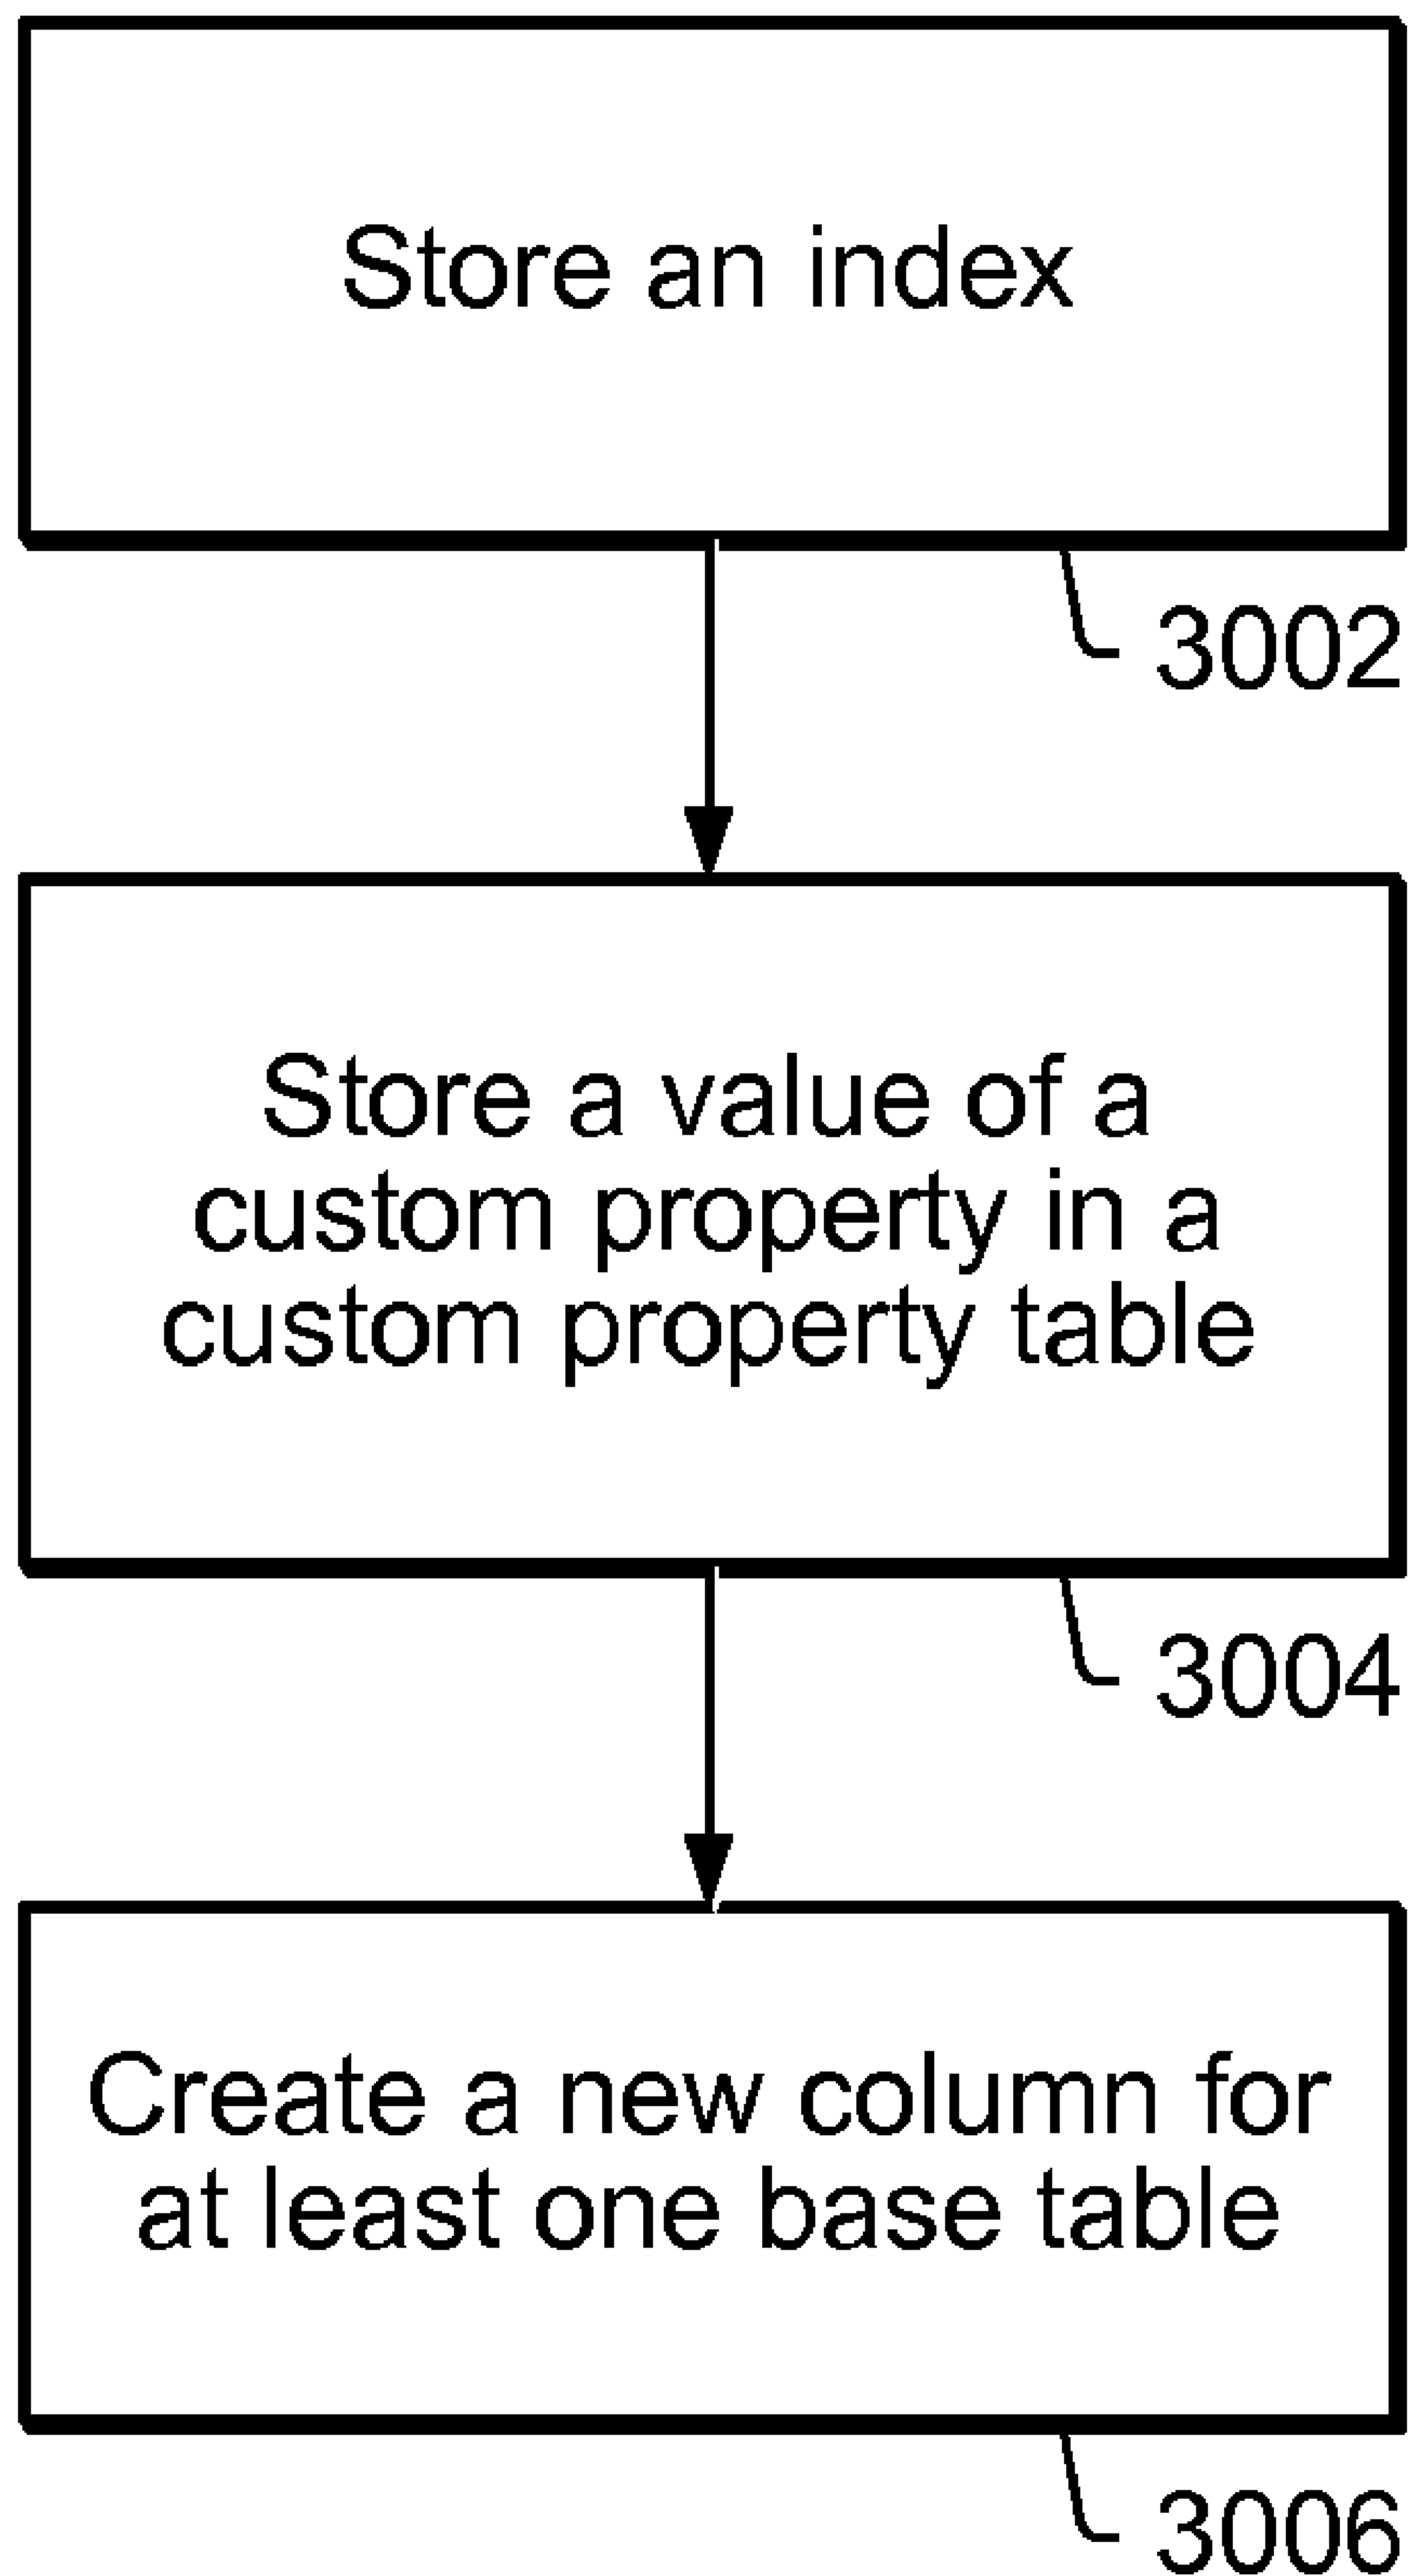 Store an index
3002
Store a value of a
custom property in a
custom property table
3004
Create a new column for
at least one base table
3006